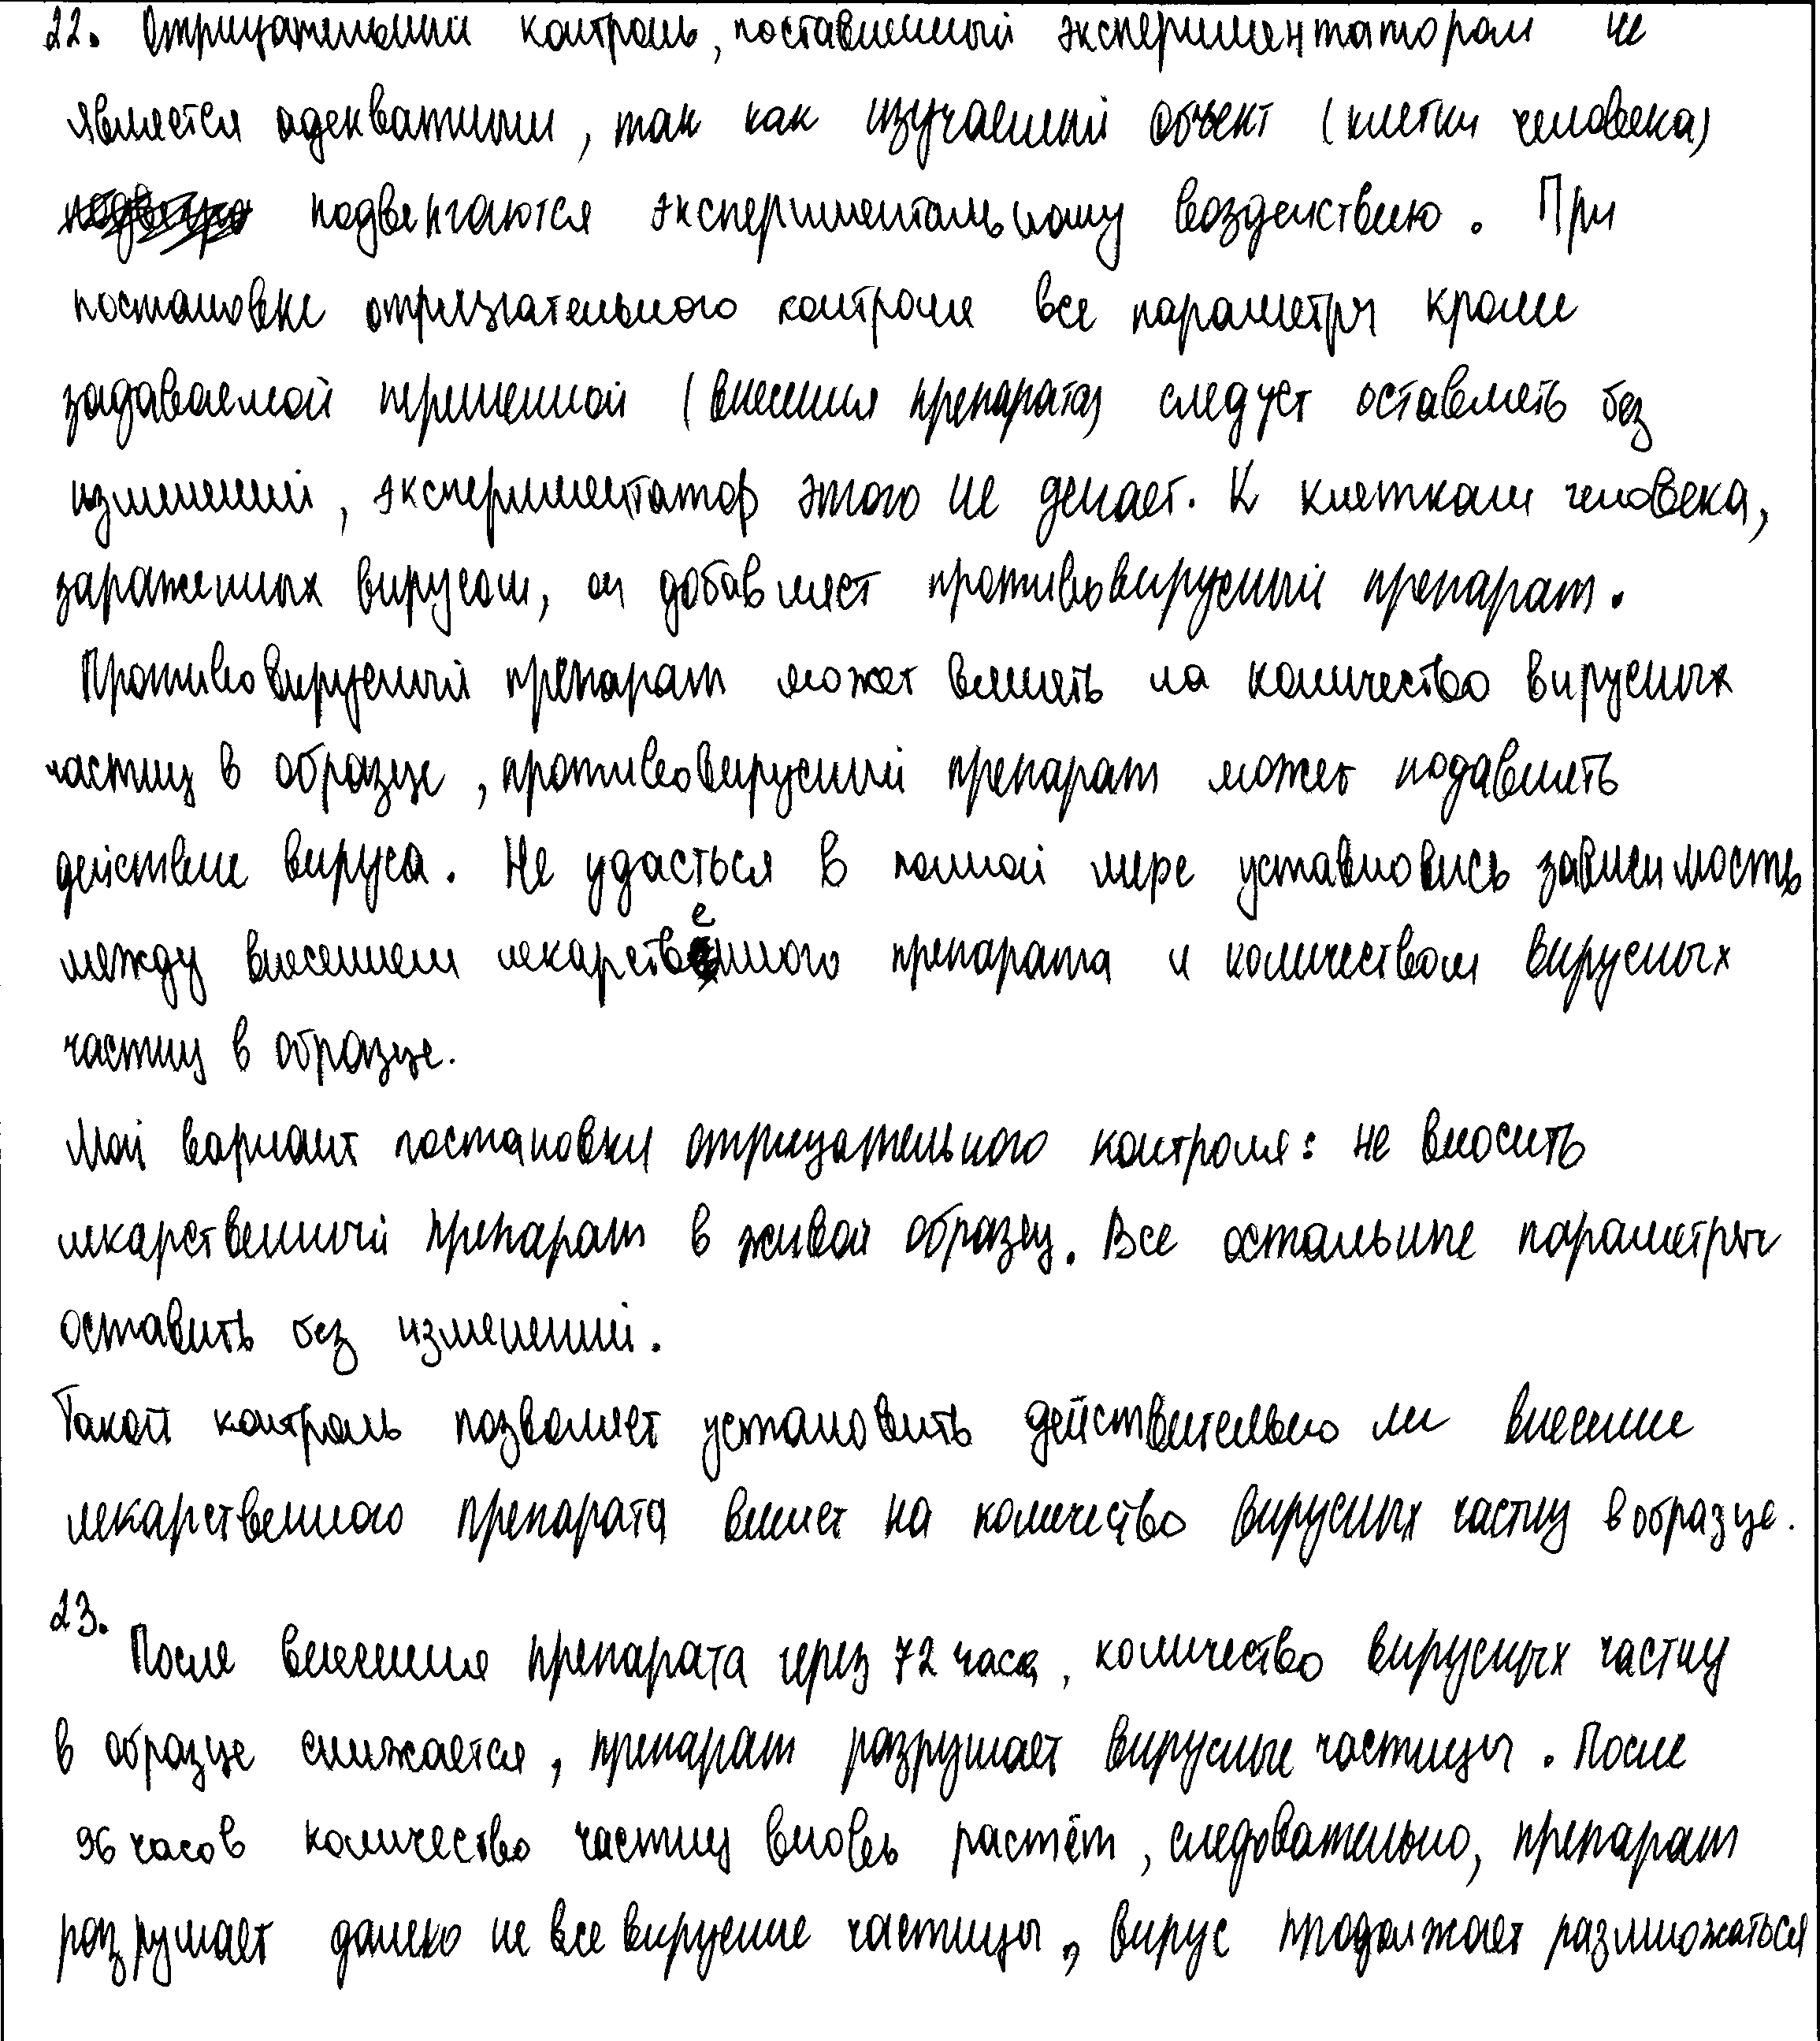 22. Отрицательный контроль, поставленный экспериментатором не
является адекватным, так как изучаемый объект (клетки человека)
подвергаются экспериментальному воздействию. При
постановке отрицательного контроля все параметры кроме
задаваемой переменной (внесения препарата) следует оставлять без
изменений, экспериментатор этого не делает. К клеткам человека,
зараженных вирусом, он добавляет противовирусный препарат.
Противовирусный препарат может влиять на количество вирусных
частиц в образце, противовирусный препарат может подавлять
действие вируса. Не удасться в полной мере установись зависимость
между внесением лекарственного препарата и количеством вирусных
частиц в образце.
Мой вариант постановки отрицательного контроля: не вносить
лекарственный препарат в живой образец. Все остальные параметры
оставить без изменений.
Такой контроль позволяет установить действительно ли внесение
лекарственного препарата влияет на количество вирусных частиц в образце.
23. После внесения препарата через 72 часа, количество вирусных частиц
в образце снижается, препарат разрушает вирусные частицы. После
96 часов количество частиц вновь растёт, следовательно, препарат
разрушает далеко не все вирусные частицы, вирус продолжает размножаться